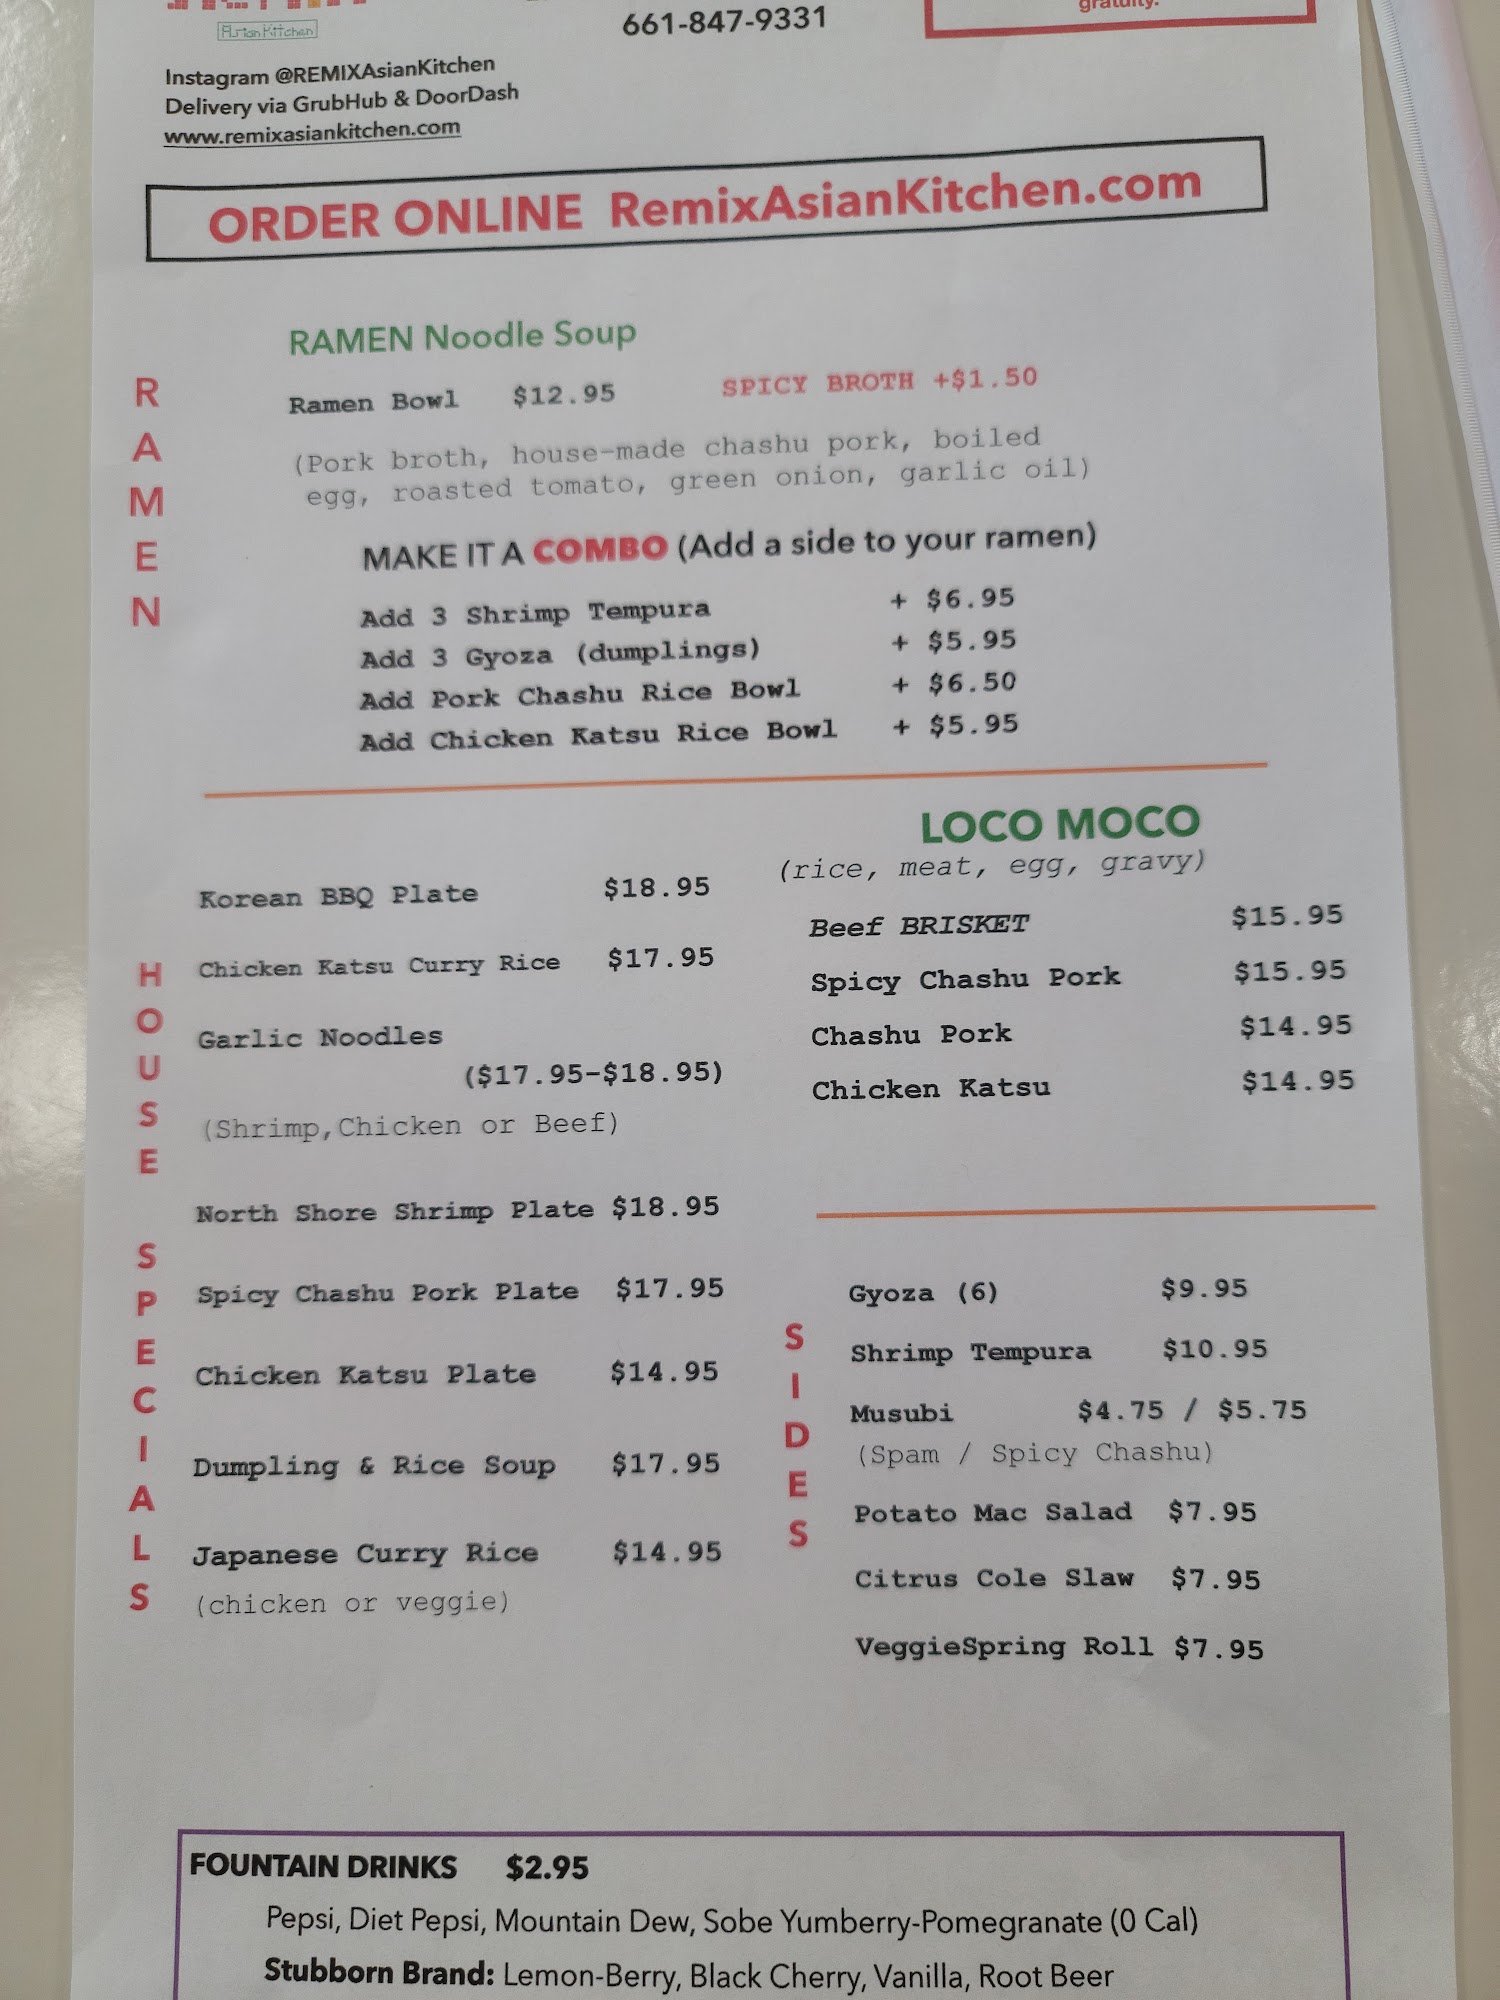 Fusion Kitchen
661-847-9331
gratuity.
Instagram @REMIXAsianKitchen
Delivery via GrubHub & DoorDash
www.remixasiankitchen.com
ORDER ONLINE RemixAsianKitchen.com
RAMEN
RAMEN Noodle Soup
Ramen Bowl $12.95 SPICY BROTH +$1.50
(Pork broth, house-made chashu pork, boiled
egg, roasted tomato, green onion, garlic oil)
MAKE IT A COMBO (Add a side to your ramen)
Add 3 Shrimp Tempura + $6.95
Add 3 Gyoza (dumplings) + $5.95
Add Pork Chashu Rice Bowl + $6.50
Add Chicken Katsu Rice Bowl + $5.95
HOUSE SPECIALS
Korean BBQ Plate $18.95
Chicken Katsu Curry Rice $17.95
Garlic Noodles
($17.95-$18.95)
(Shrimp,Chicken or Beef)
North Shore Shrimp Plate $18.95
Spicy Chashu Pork Plate $17.95
Chicken Katsu Plate $14.95
Dumpling & Rice Soup $17.95
Japanese Curry Rice $14.95
(chicken or veggie)
LOCO MOCO
(rice, meat, egg, gravy)
Beef BRISKET $15.95
Spicy Chashu Pork $15.95
Chashu Pork $14.95
Chicken Katsu $14.95
SIDES
Gyoza (6) $9.95
Shrimp Tempura $10.95
Musubi $4.75 / $5.75
(Spam / Spicy Chashu)
Potato Mac Salad $7.95
Citrus Cole Slaw $7.95
VeggieSpring Roll $7.95
FOUNTAIN DRINKS $2.95
Pepsi, Diet Pepsi, Mountain Dew, Sobe Yumberry-Pomegranate (0 Cal)
Stubborn Brand: Lemon-Berry, Black Cherry, Vanilla, Root Beer